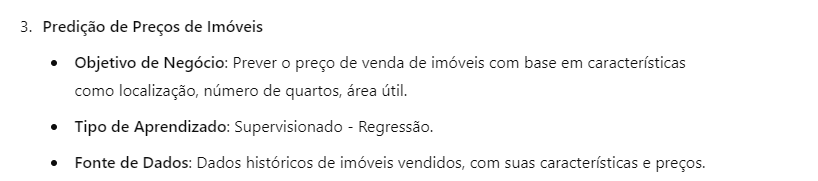 3. Predição de Preços de Imóveis
• Objetivo de Negócio: Prever o preço de venda de imóveis com base em características
como localização, número de quartos, área útil.
• Tipo de Aprendizado: Supervisionado - Regressão.
• Fonte de Dados: Dados históricos de imóveis vendidos, com suas características e preços.